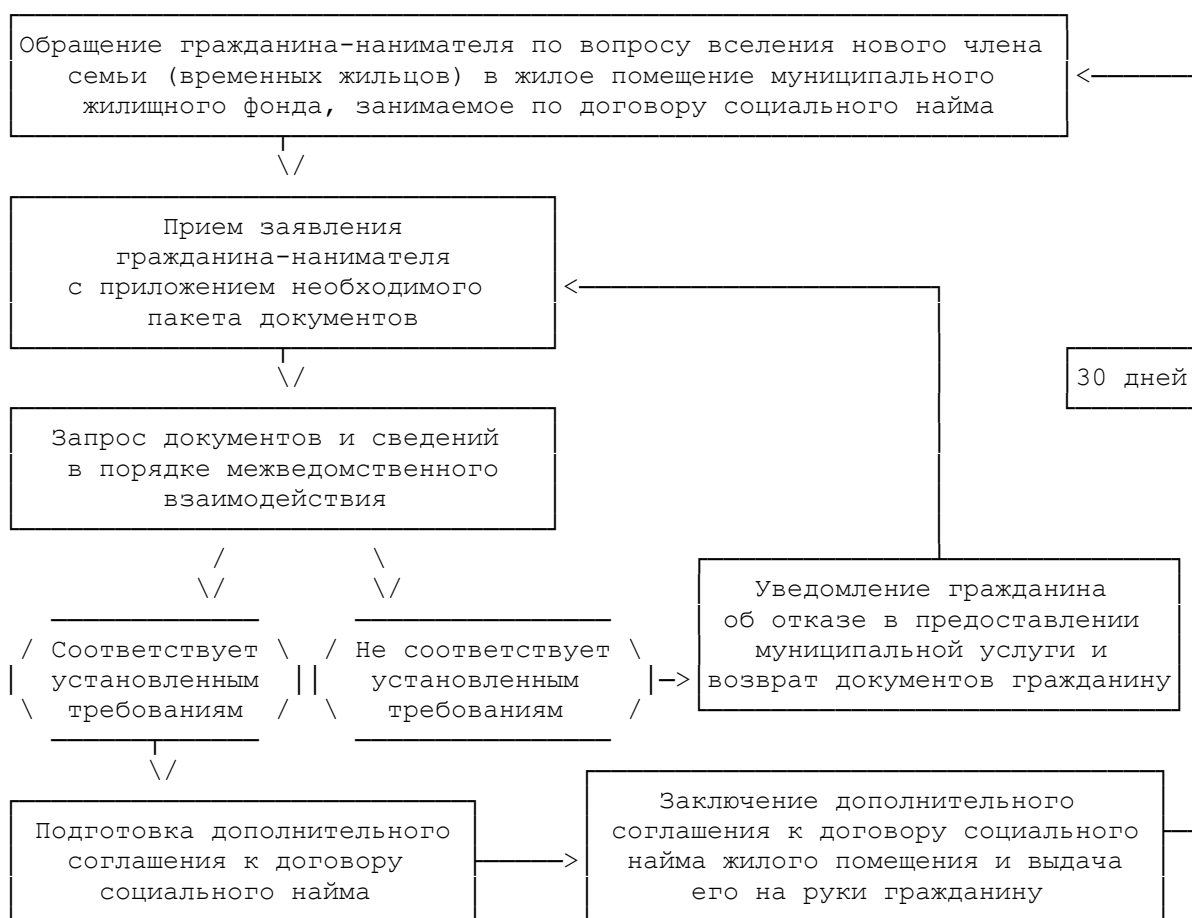 Обращение гражданина-нанимателя по вопросу вселения нового члена
семьи (временных жильцов) в жилое помещение муниципального
жилищного фонда, занимаемое по договору социального найма
Прием заявления
гражданина-нанимателя
с приложением необходимого
пакета документов
30 дней
Запрос документов и сведений
в порядке межведомственного
взаимодействия
Уведомление гражданина
об отказе в предоставлении
муниципальной услуги и
возврат документов гражданину
Соответствует
установленным
требованиям
Не соответствует
установленным
требованиям
Подготовка дополнительного
соглашения к договору
социального найма
Заключение дополнительного
соглашения к договору социального
найма жилого помещения и выдача
его на руки гражданину